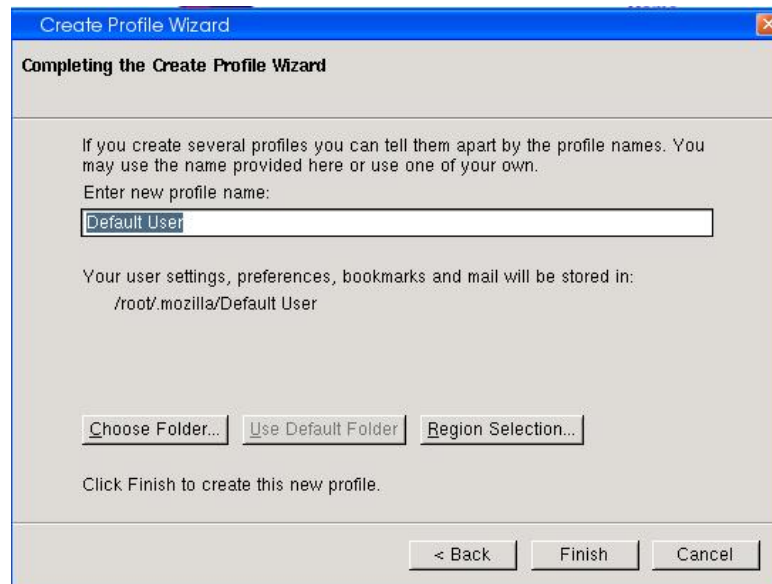 Create Profile Wizard
Completing the Create Profile Wizard
If you create several profiles you can tell them apart by the profile names. You
may use the name provided here or use one of your own.
Enter new profile name:
Default User
Your user settings, preferences, bookmarks and mail will be stored in:
/root/.mozilla/Default User
Choose Folder...
Use Default Folder
Region Selection...
Click Finish to create this new profile.
< Back
Finish
Cancel